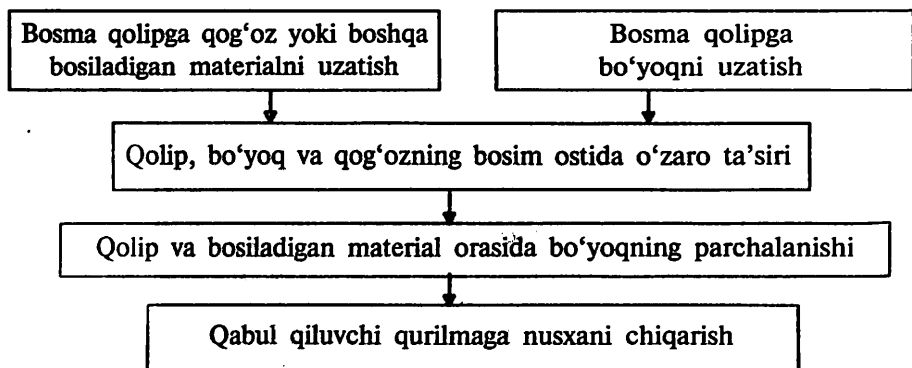 Bosma qolipga qog‘oz yoki boshqa
bosiladigan materialni uzatish
Bosma qolipga
bo‘yoqni uzatish
Qolip, bo‘yoq va qog‘ozning bosim ostida o‘zaro ta’siri
Qolip va bosiladigan material orasida bo‘yoqning parchalanishi
Qabul qiluvchi qurilmaga nusxani chiqarish